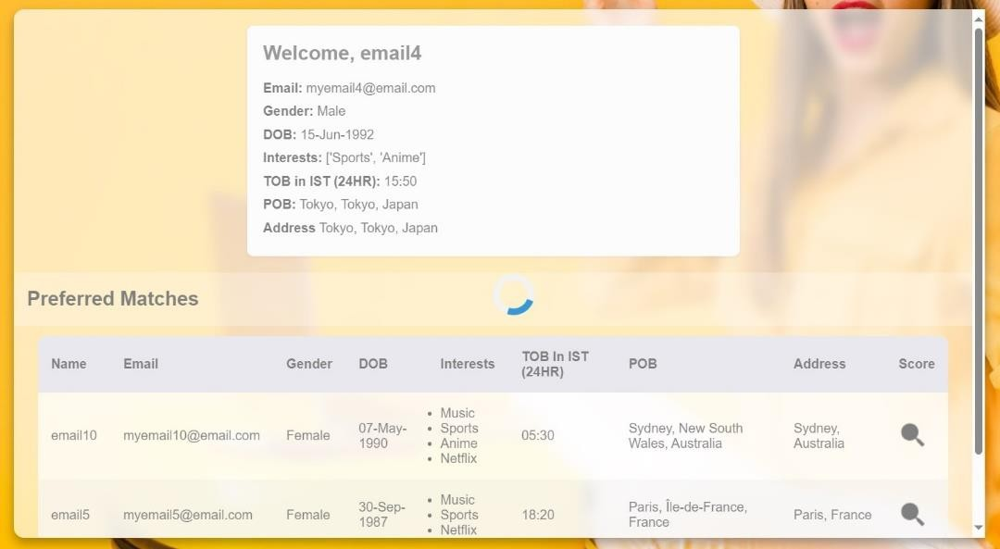 Welcome, email4
Email: myemail4@email.com
Gender: Male
DOB: 15-Jun-1992
Interests: ['Sports', 'Anime']
TOB in IST (24HR): 15:50
POB: Tokyo, Tokyo, Japan
Address Tokyo, Tokyo, Japan
Preferred Matches
Name Email Gender DOB Interests TOB In IST (24HR) POB Address Score
email10 myemail10@email.com Female 07-May-1990
• Music
• Sports
• Anime
• Netflix
05:30 Sydney, New South Wales, Australia Sydney, Australia
email5 myemail5@email.com Female 30-Sep-1987
• Music
• Sports
• Netflix
18:20 Paris, Île-de-France, France Paris, France